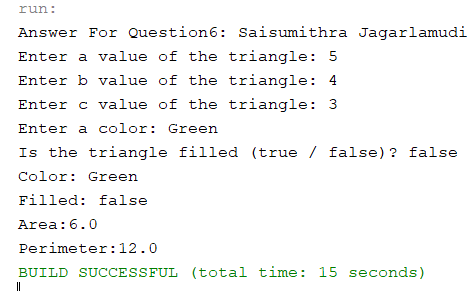 run:
Answer For Question6: Saisumithra Jagarlamudi
Enter a value of the triangle: 5
Enter b value of the triangle: 4
Enter c value of the triangle: 3
Enter a color: Green
Is the triangle filled (true / false)? false
Color: Green
Filled: false
Area:6.0
Perimeter:12.0
BUILD SUCCESSFUL (total time: 15 seconds)